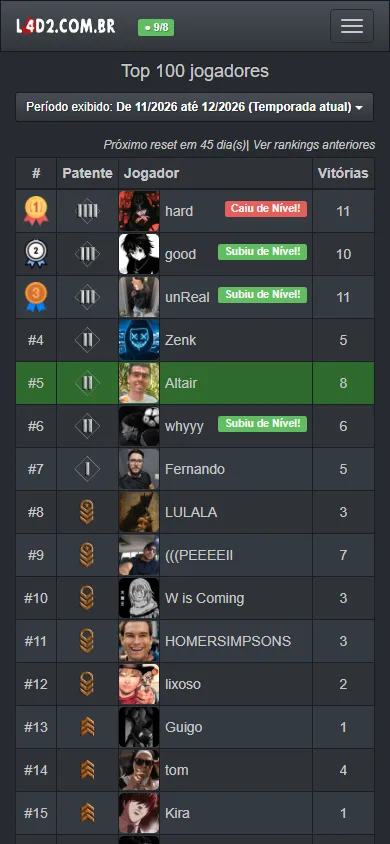 L4D2.COM.BR
● 9/8
Top 100 jogadores
Período exibido: De 11/2026 até 12/2026 (Temporada atual)
Próximo reset em 45 dia(s)| Ver rankings anteriores
# Patente Jogador Vitórias
1 hard Caiu de Nível! 11
2 good Subiu de Nível! 10
3 unReal Subiu de Nível! 11
#4 Zenk 5
#5 Altair 8
#6 whyyy Subiu de Nível! 6
#7 Fernando 5
#8 LULALA 3
#9 (((PEEEEII 7
#10 W is Coming 3
#11 HOMERSIMPSONS 3
#12 lixoso 2
#13 Guigo 1
#14 tom 4
#15 Kira 1